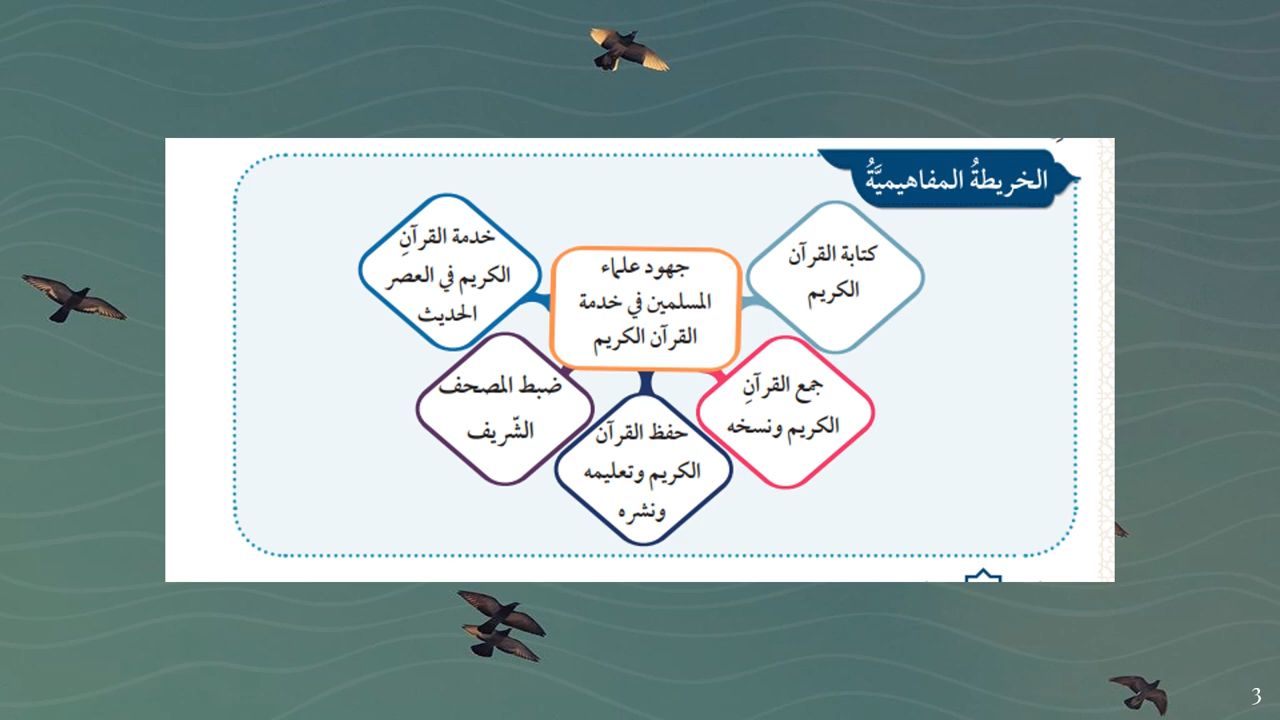 الخريطةُ المفاهيميَّةُ
جهود علماء
المسلمين في خدمة
القرآن الكريم
كتابة القرآن
الكريم
جمع القرآنِ
الكريم ونسخه
حفظ القرآن
الكريم وتعليمه
ونشره
ضبط المصحف
الشّريف
خدمة القرآنِ
الكريم في العصر
الحديث
3